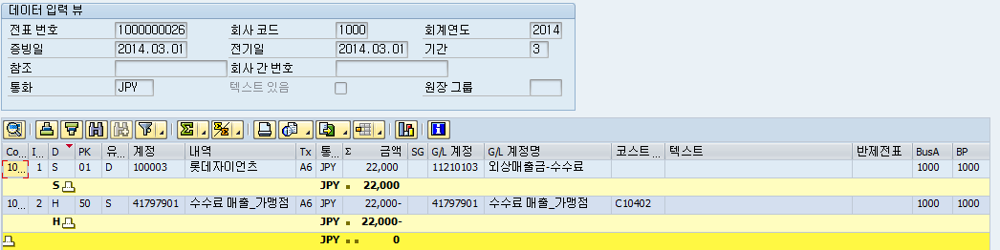 데이터 입력 뷰
전표 번호 1000000026 회사 코드 1000 회계연도 2014
증빙일 2014.03.01 전기일 2014.03.01 기간 3
참조 회사 간 번호
통화 JPY 텍스트 있음 원장 그룹
Co... I... D PK 유... 계정 내역 Tx 통... Σ 금액 SG G/L 계정 G/L 계정명 코스트... 텍스트 반제전표 BusA BP
10... 1 S 01 D 100003 롯데자이언츠 A6 JPY 22,000 11210103 외상매출금-수수료 1000 1000
S JPY 22,000
10... 2 H 50 S 41797901 수수료 매출_가맹점 A6 JPY 22,000- 41797901 수수료 매출_가맹점 C10402 1000 1000
H JPY 22,000-
JPY 0